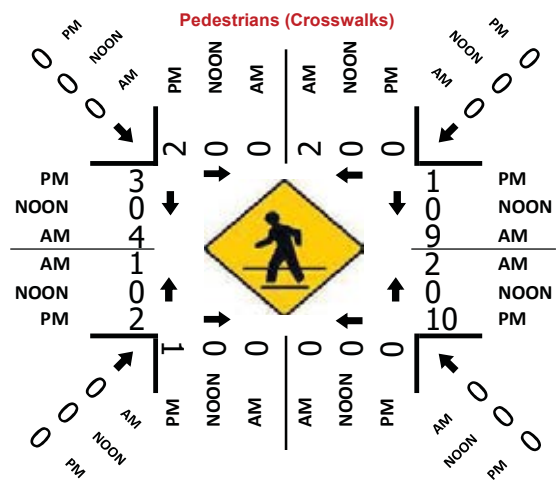 Pedestrians (Crosswalks)
0 PM
0 NOON
0 AM
PM NOON AM AM NOON PM
PM 0
NOON 0
AM 0
2 0 0 2 0 0
PM 3 1 PM
NOON 0 0 NOON
AM 4 9 AM
AM 1 2 AM
NOON 0 0 NOON
PM 2 10 PM
1 0 0 0 0 0
PM NOON AM AM NOON PM
0 AM
0 NOON
0 PM
AM 0
NOON 0
PM 0